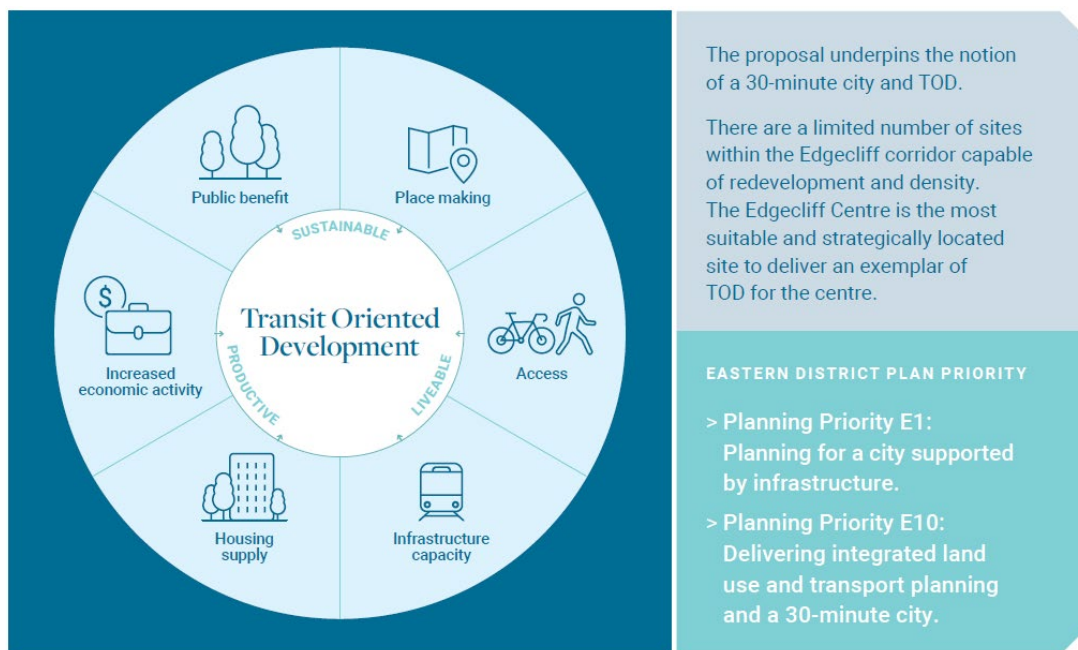 Public benefit
Place making
SUSTAINABLE
Increased
economic activity
Transit Oriented
Development
Access
PRODUCTIVE
LIVEABLE
Housing
supply
Infrastructure
capacity
The proposal underpins the notion
of a 30-minute city and TOD.
There are a limited number of sites
within the Edgecliff corridor capable
of redevelopment and density.
The Edgecliff Centre is the most
suitable and strategically located
site to deliver an exemplar of
TOD for the centre.
EASTERN DISTRICT PLAN PRIORITY
> Planning Priority E1:
Planning for a city supported
by infrastructure.
> Planning Priority E10:
Delivering integrated land
use and transport planning
and a 30-minute city.